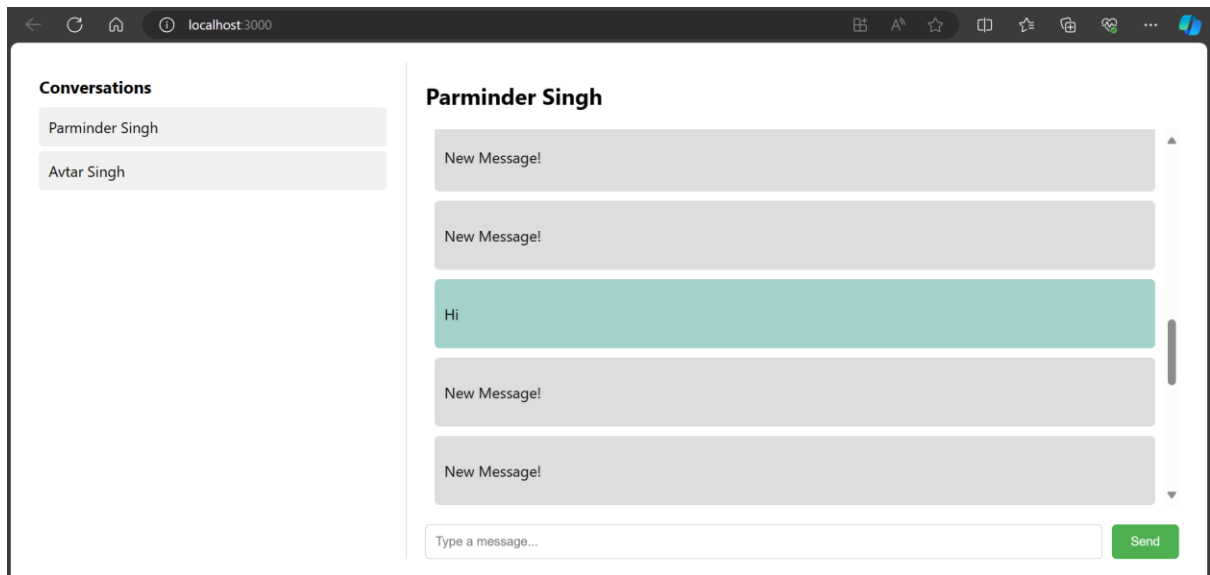 localhost:3000
Conversations
Parminder Singh
Avtar Singh
Parminder Singh
New Message!
New Message!
Hi
New Message!
New Message!
Type a message...
Send